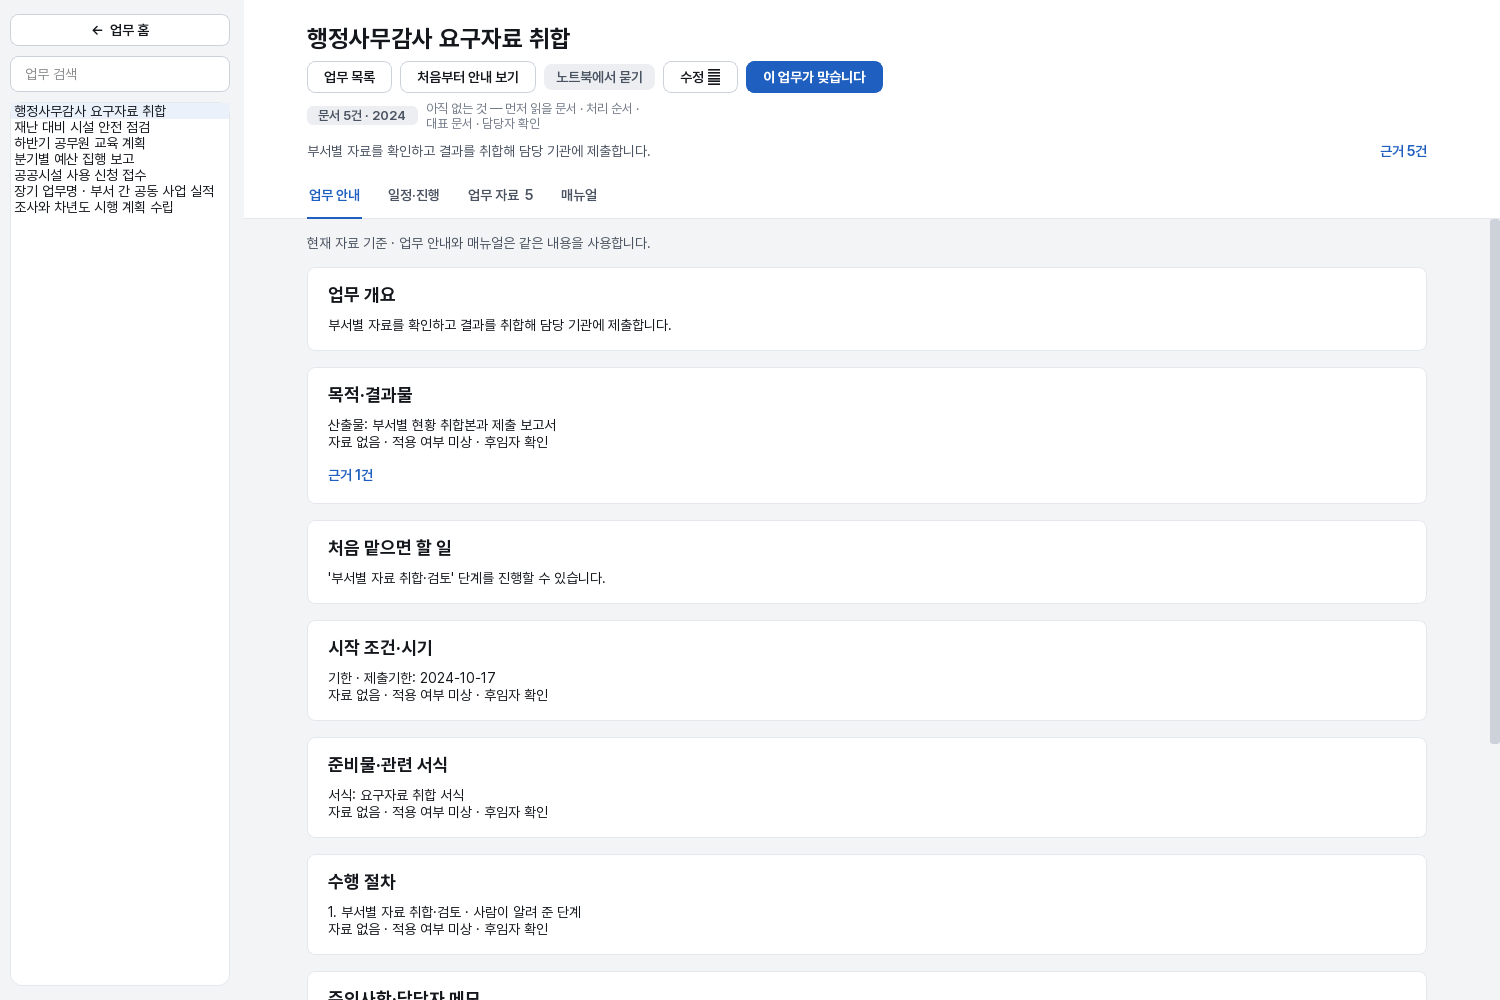 ← 업무 홈
업무 검색
행정사무감사 요구자료 취합
재난 대비 시설 안전 점검
하반기 공무원 교육 계획
분기별 예산 집행 보고
공공시설 사용 신청 접수
장기 업무명 · 부서 간 공동 사업 실적
조사와 차년도 시행 계획 수립
행정사무감사 요구자료 취합
업무 목록
처음부터 안내 보기
노트북에서 묻기
수정
이 업무가 맞습니다
문서 5건 · 2024
아직 없는 것 — 먼저 읽을 문서 · 처리 순서 ·
대표 문서 · 담당자 확인
부서별 자료를 확인하고 결과를 취합해 담당 기관에 제출합니다.
근거 5건
업무 안내
일정·진행
업무 자료 5
매뉴얼
현재 자료 기준 · 업무 안내와 매뉴얼은 같은 내용을 사용합니다.
업무 개요
부서별 자료를 확인하고 결과를 취합해 담당 기관에 제출합니다.
목적·결과물
산출물: 부서별 현황 취합본과 제출 보고서
자료 없음 · 적용 여부 미상 · 후임자 확인
근거 1건
처음 맡으면 할 일
'부서별 자료 취합·검토' 단계를 진행할 수 있습니다.
시작 조건·시기
기한 · 제출기한: 2024-10-17
자료 없음 · 적용 여부 미상 · 후임자 확인
준비물·관련 서식
서식: 요구자료 취합 서식
자료 없음 · 적용 여부 미상 · 후임자 확인
수행 절차
1. 부서별 자료 취합·검토 · 사람이 알려 준 단계
자료 없음 · 적용 여부 미상 · 후임자 확인
주의사항·담당자 메모